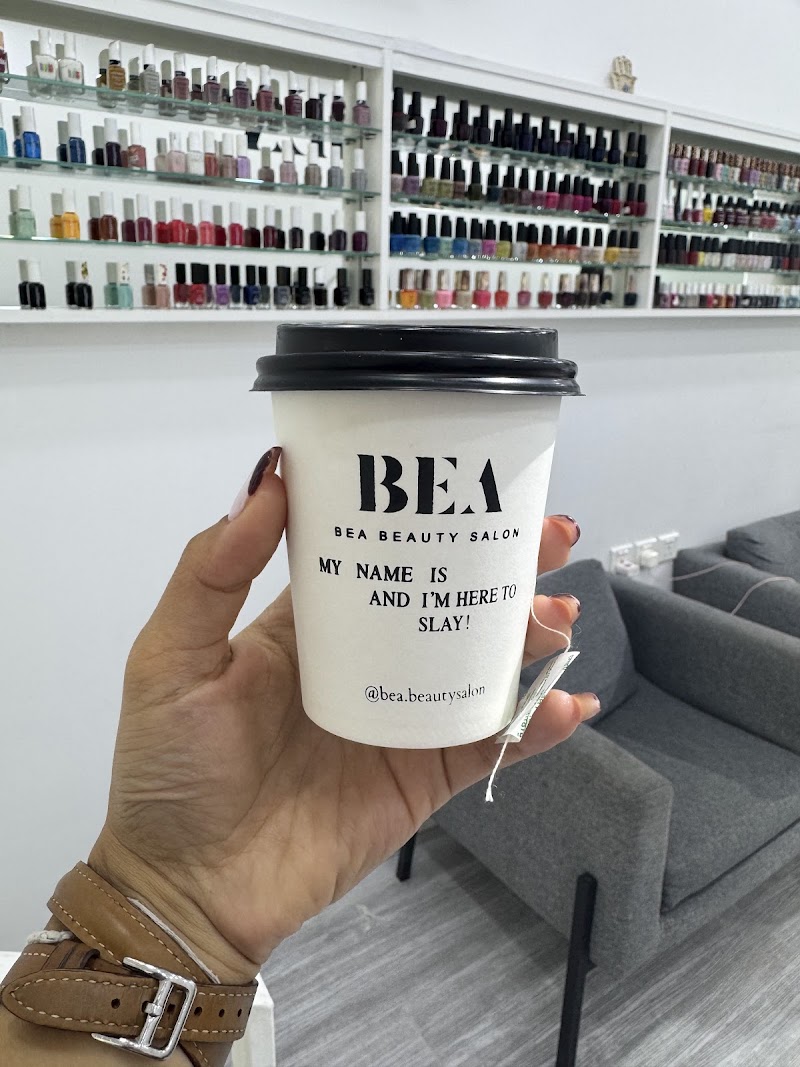 BEA
BEA BEAUTY SALON
MY NAME IS
AND I'M HERE TO
SLAY!
@bea.beautysalon